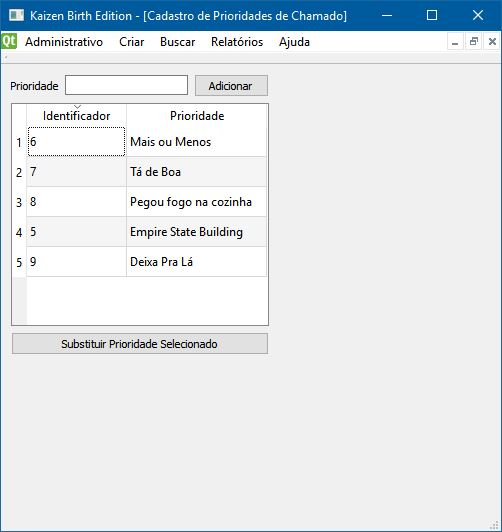 Kaizen Birth Edition - [Cadastro de Prioridades de Chamado]
Qt Administrativo Criar Buscar Relatórios Ajuda
Prioridade Adicionar
Identificador Prioridade
1 6 Mais ou Menos
2 7 Tá de Boa
3 8 Pegou fogo na cozinha
4 5 Empire State Building
5 9 Deixa Pra Lá
Substituir Prioridade Selecionado